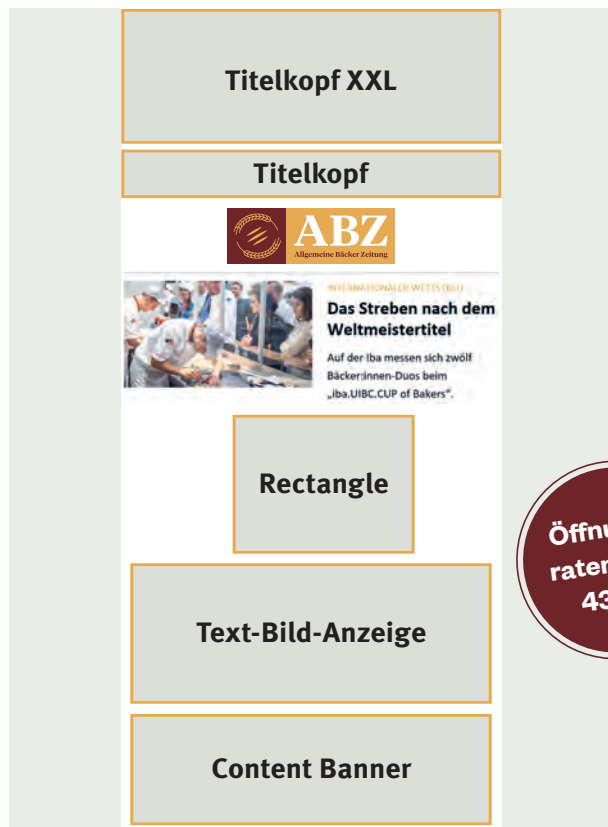 Titelkopf XXL
Titelkopf
ABZ
Allgemeine Bäcker Zeitung
INTERNATIONALER WETTSTREIT
Das Streben nach dem
Weltmeistertitel
Auf der Iba messen sich zwölf
Bäcker:innen-Duos beim
„iba.UIBC.CUP of Bakers“.
Rectangle
Text-Bild-Anzeige
Content Banner